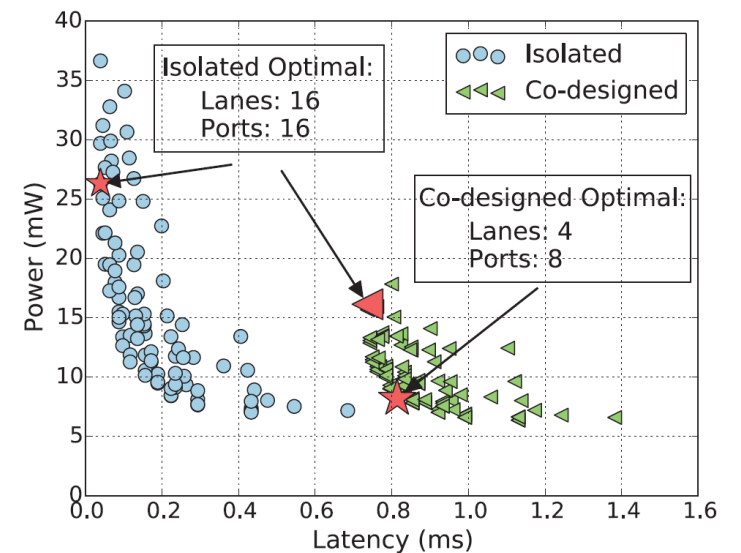 40
35
30
25
20
15
10
5
0
Power (mW)
Isolated Optimal:
Lanes: 16
Ports: 16
Isolated
Co-designed
Co-designed Optimal:
Lanes: 4
Ports: 8
0.0 0.2 0.4 0.6 0.8 1.0 1.2 1.4 1.6
Latency (ms)